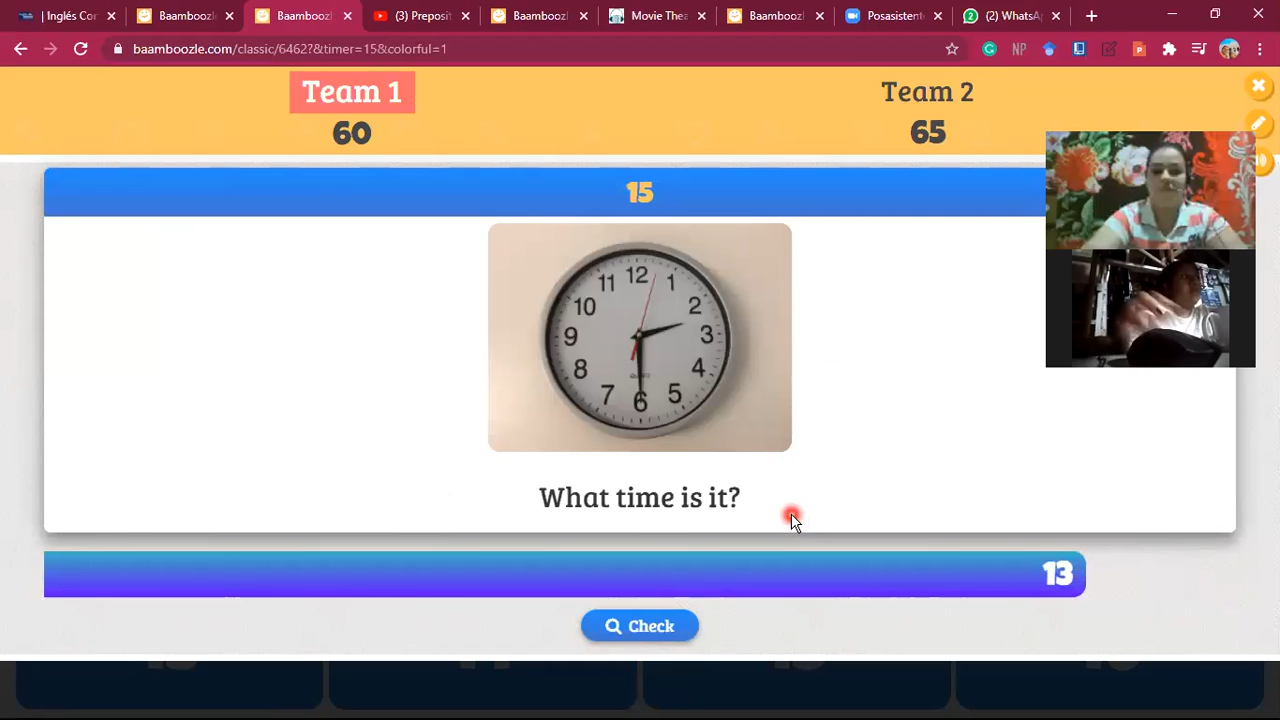 Inglés Cor
Baamboozl
Baamboozl
(3) Preposit
Baamboozl
Movie Thea
Baamboozl
Posasistent
(2) WhatsA
baamboozle.com/classic/6462?&timer=15&colorful=1
NP
Team 1
Team 2
60
65
15
12
11
1
10
2
9
3
8
4
7
5
6
QUARTZ
What time is it?
13
Check